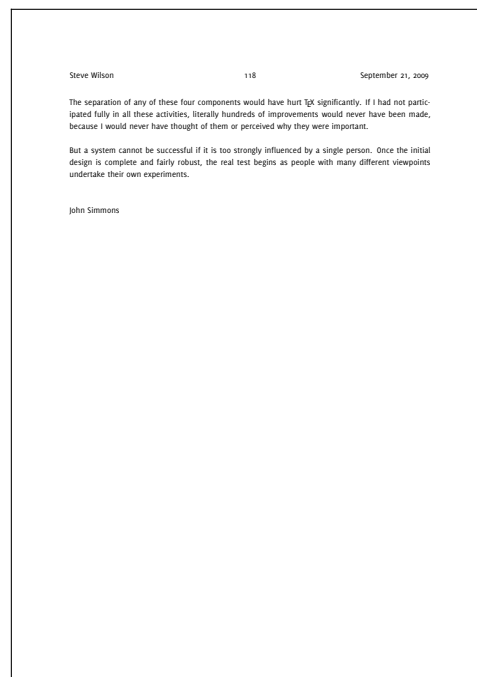 Steve Wilson 118 September 21, 2009
The separation of any of these four components would have hurt TEX significantly. If I had not partic-
ipated fully in all these activities, literally hundreds of improvements would never have been made,
because I would never have thought of them or perceived why they were important.
But a system cannot be successful if it is too strongly influenced by a single person. Once the initial
design is complete and fairly robust, the real test begins as people with many different viewpoints
undertake their own experiments.
John Simmons